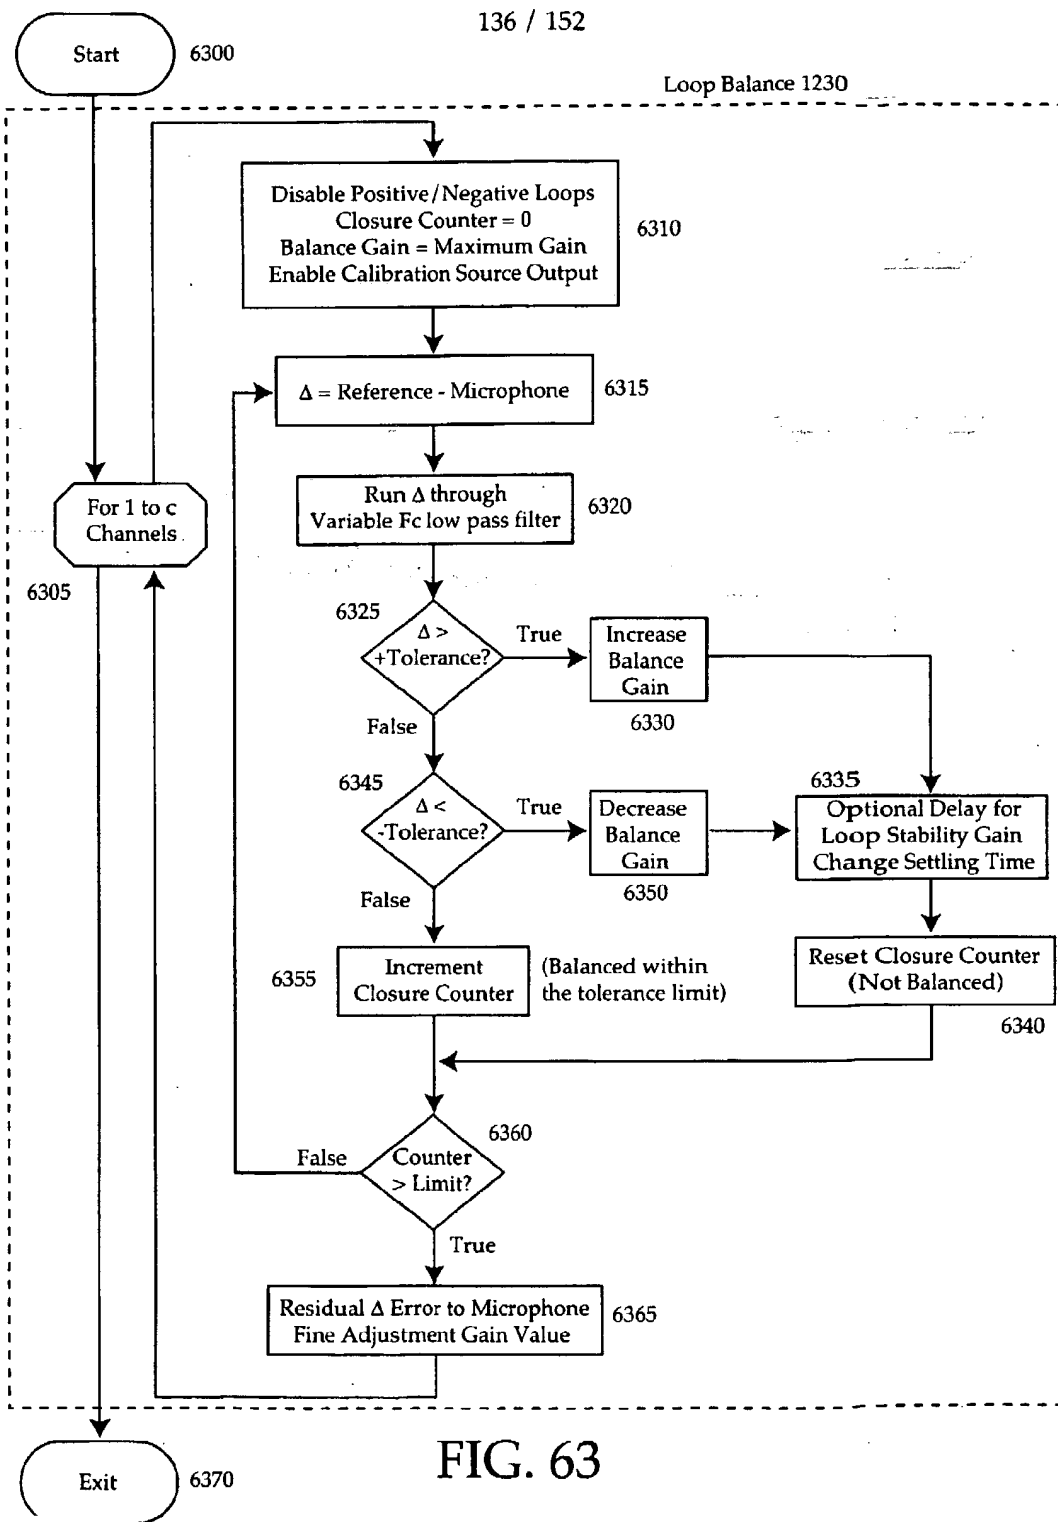 136 / 152
Start
6300
Loop Balance 1230
Disable Positive/Negative Loops
Closure Counter = 0
Balance Gain = Maximum Gain
Enable Calibration Source Output
6310
Δ = Reference - Microphone
6315
For 1 to c
Channels
6305
Run Δ through
Variable Fc low pass filter
6320
6325
Δ >
+Tolerance?
True
Increase
Balance
Gain
6330
False
6345
Δ <
-Tolerance?
True
Decrease
Balance
Gain
6350
6335
Optional Delay for
Loop Stability Gain
Change Settling Time
False
6355
Increment
Closure Counter
(Balanced within
the tolerance limit)
Reset Closure Counter
(Not Balanced)
6340
6360
False
Counter
> Limit?
True
Residual Δ Error to Microphone
Fine Adjustment Gain Value
6365
Exit
6370
FIG. 63